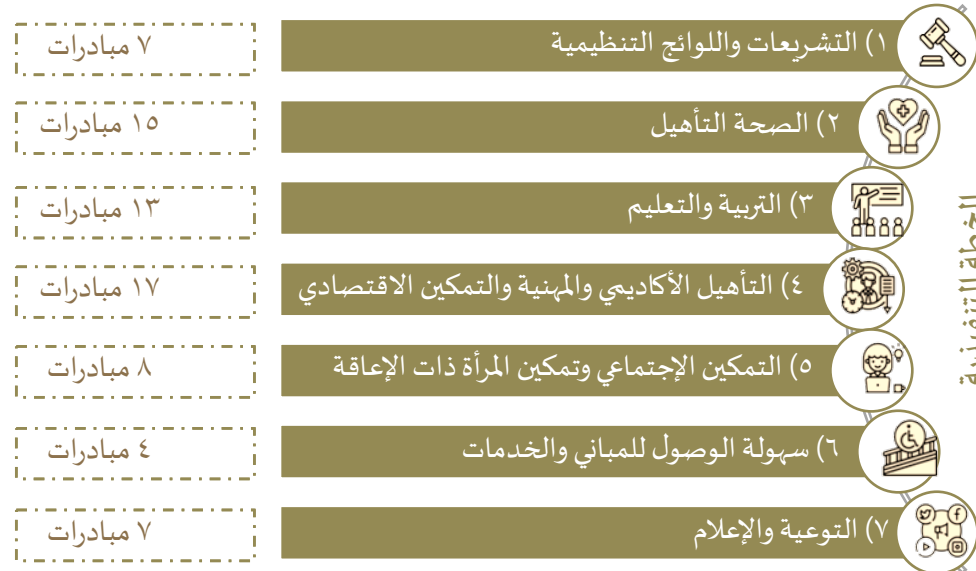 ١) التشريعات واللوائح التنظيمية
٧ مبادرات
٢) الصحة التأهيل
١٥ مبادرات
٣) التربية والتعليم
١٣ مبادرات
٤) التأهيل الأكاديمي والمهنية والتمكين الاقتصادي
١٧ مبادرات
٥) التمكين الإجتماعي وتمكين المرأة ذات الإعاقة
٨ مبادرات
٦) سهولة الوصول للمباني والخدمات
٤ مبادرات
٧) التوعية والإعلام
٧ مبادرات